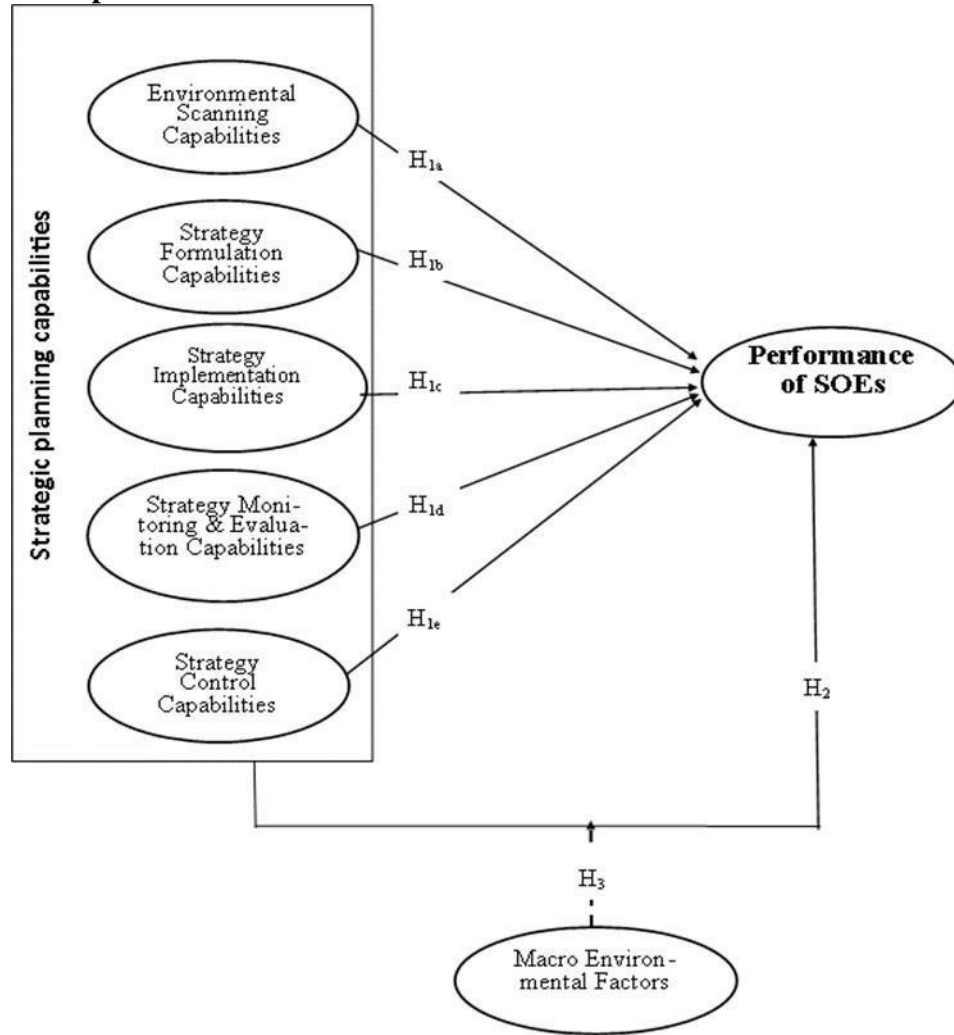 Strategic planning capabilities
Environmental
Scanning
Capabilities
H1a
Strategy
Formulation
Capabilities
H1b
Strategy
Implementation
Capabilities
H1c
Performance
of SOEs
Strategy Moni-
toring & Evalua-
tion Capabilities
H1d
Strategy
Control
Capabilities
H1e
H2
H3
Macro Environ-
mental Factors